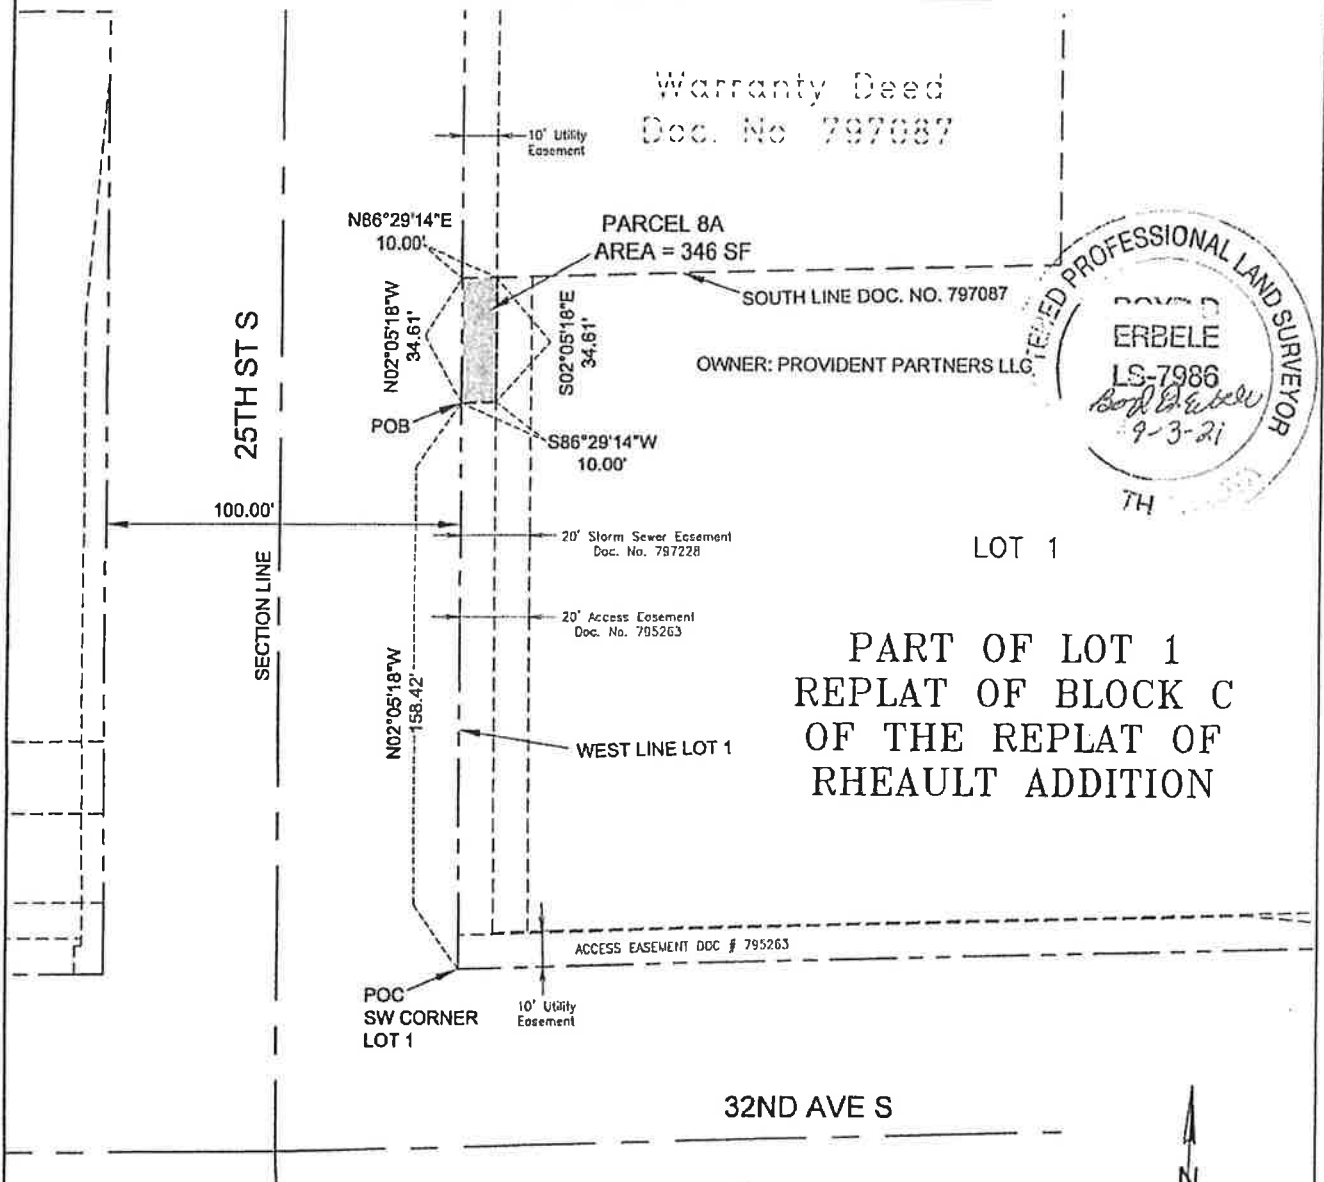 Warranty Deed
Doc. No 797087
10' Utility
Easement
N86°29'14"E
10.00'
PARCEL 8A
AREA = 346 SF
SOUTH LINE DOC. NO. 797087
N02°05'18"W
34.61'
S02°05'18"E
34.61'
OWNER: PROVIDENT PARTNERS LLC
25TH ST S
POB
S86°29'14"W
10.00'
PROFESSIONAL LAND SURVEYOR
ERBELE
LS-7986
9-3-21
TH
100.00'
20' Storm Sewer Easement
Doc. No. 797228
LOT 1
SECTION LINE
20' Access Easement
Doc. No. 795263
N02°05'18"W
158.42'
PART OF LOT 1
REPLAT OF BLOCK C
OF THE REPLAT OF
RHEAULT ADDITION
WEST LINE LOT 1
ACCESS EASEMENT DOC # 795263
POC
SW CORNER
LOT 1
10' Utility
Easement
32ND AVE S
N